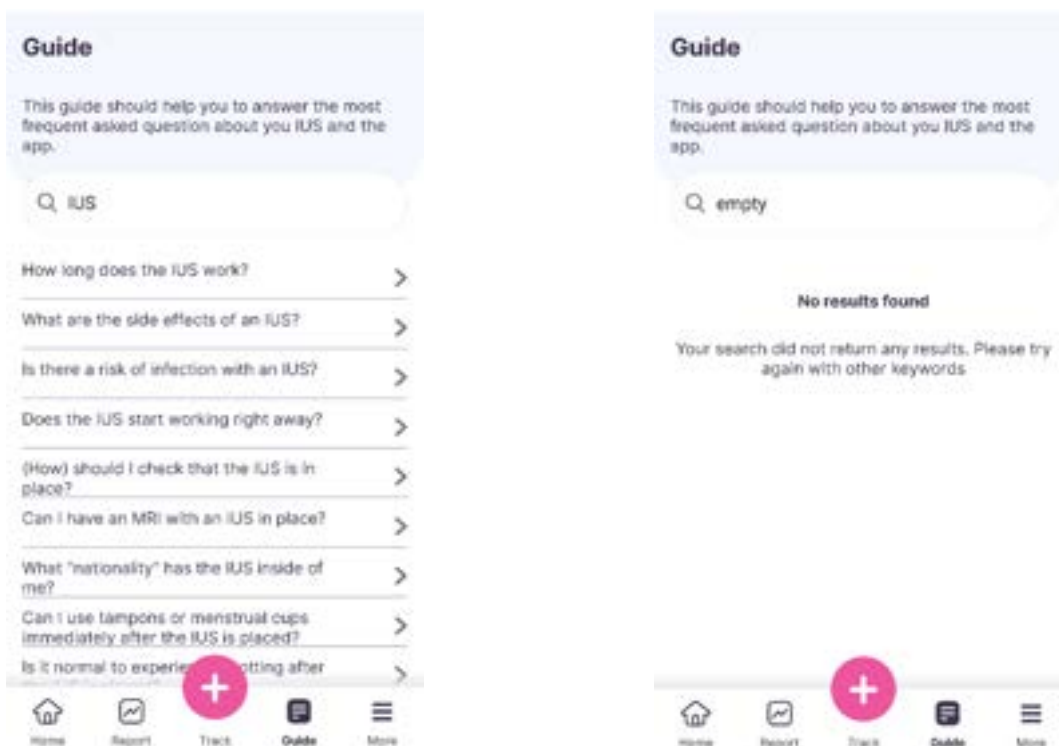 Guide
This guide should help you to answer the most
frequent asked question about you IUS and the
app.
IUS
How long does the IUS work?
What are the side effects of an IUS?
Is there a risk of infection with an IUS?
Does the IUS start working right away?
(How) should I check that the IUS is in
place?
Can I have an MRI with an IUS in place?
What "nationality" has the IUS inside of
me?
Can I use tampons or menstrual cups
immediately after the IUS is placed?
Is it normal to experie
otting after
Home Report Track Guide More
Guide
This guide should help you to answer the most
frequent asked question about you IUS and the
app.
empty
No results found
Your search did not return any results. Please try
again with other keywords
Home Report Track Guide More